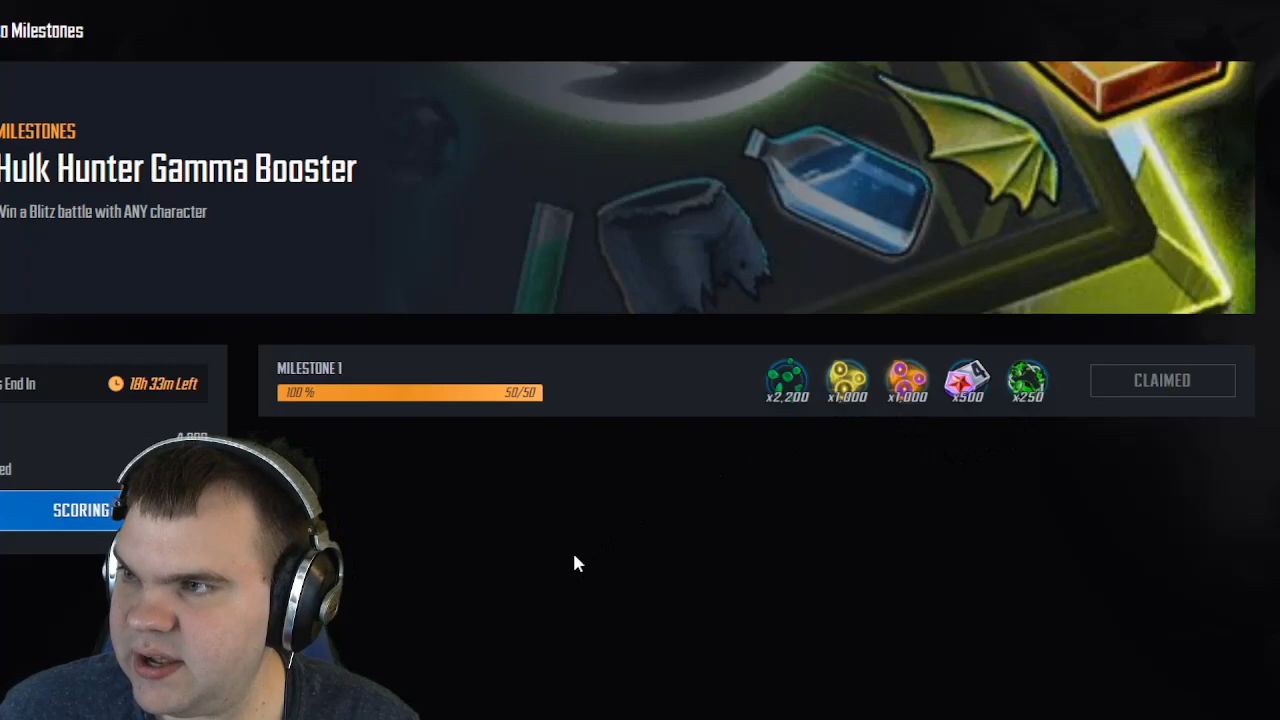 o Milestones
MILESTONES
Hulk Hunter Gamma Booster
Win a Blitz battle with ANY character
s End In
18h 33m Left
MILESTONE 1
100 %
50/50
x2,200
x1,000
x1,000
x500
x250
CLAIMED
ed
SCORING